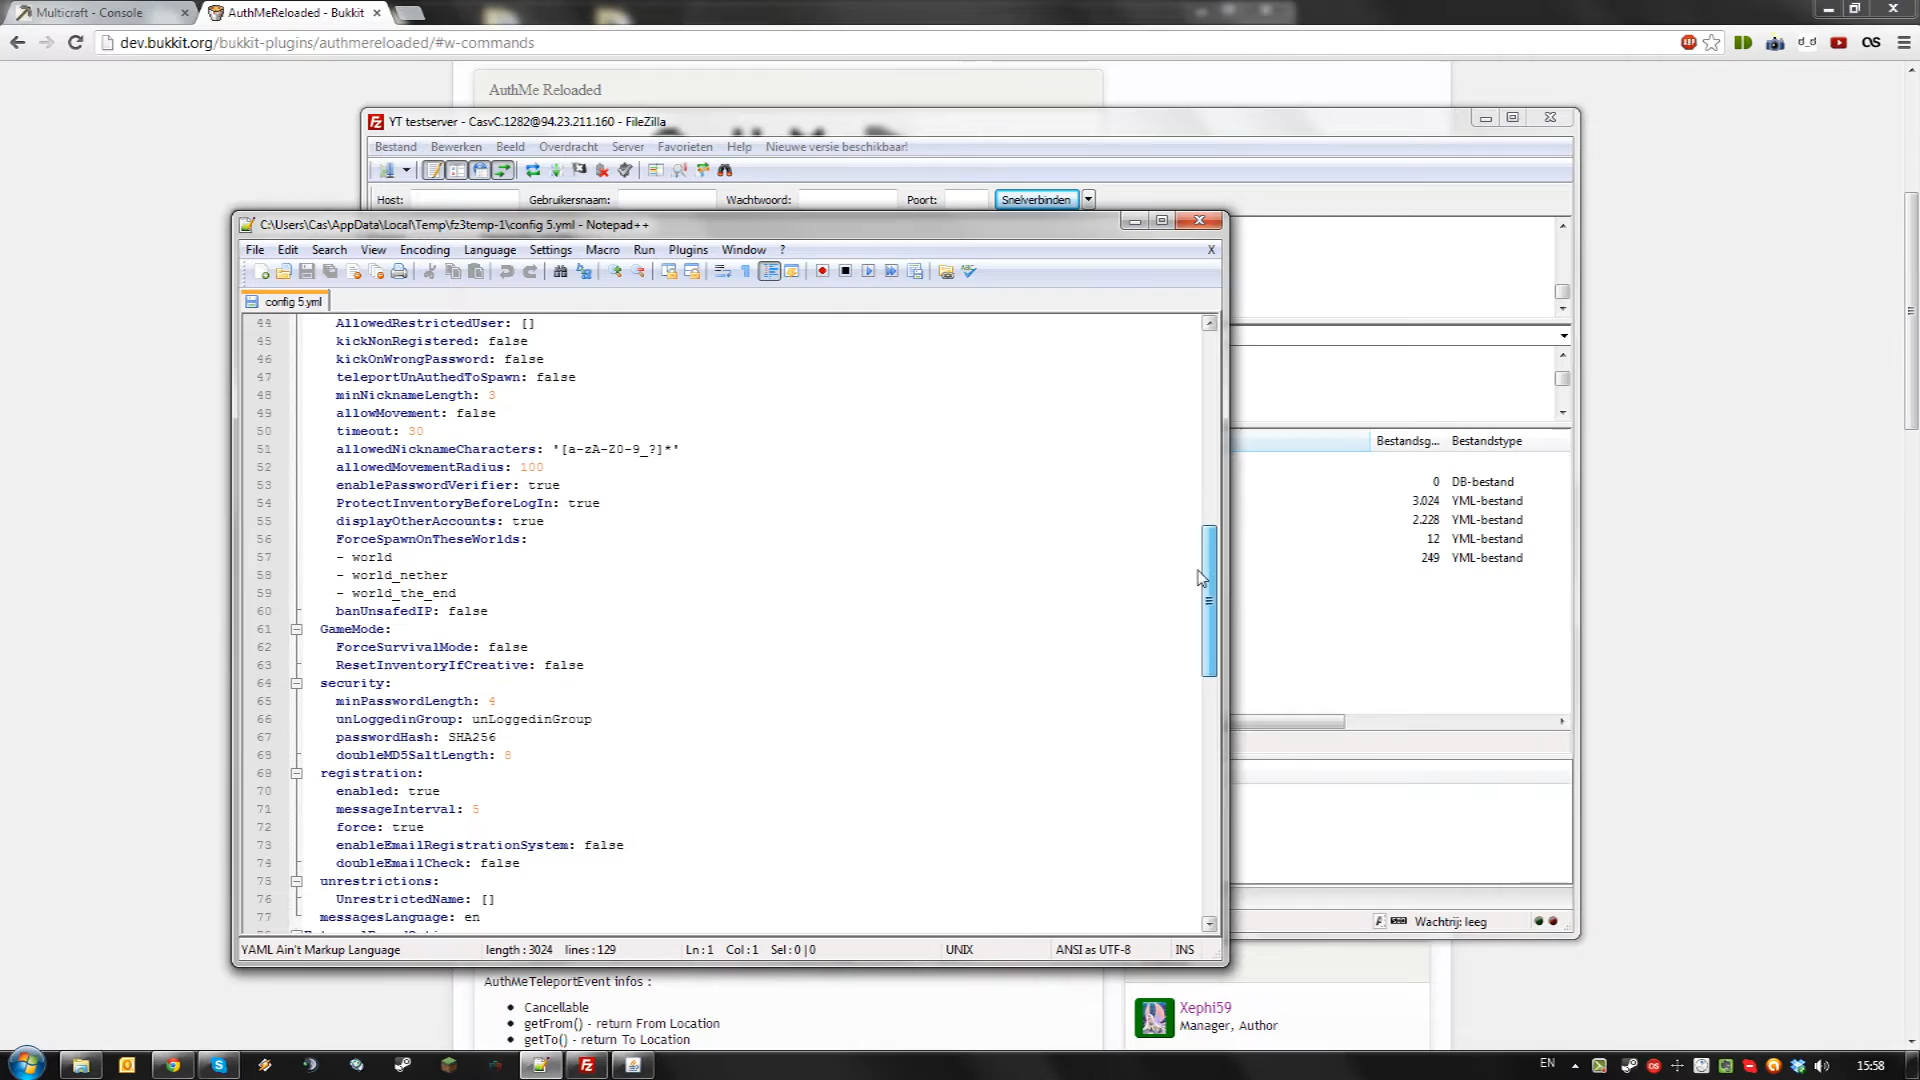 Multicraft - Console
AuthMeReloaded - Bukkit
dev.bukkit.org/bukkit-plugins/authmereloaded/#w-commands
AuthMe Reloaded
YT testserver - CasvC.1282@94.23.211.160 - FileZilla
Bestand Bewerken Beeld Overdracht Server Favorieten Help Nieuwe versie beschikbaar!
Host: Gebruikersnaam: Wachtwoord: Poort: Snelverbinden
C:\Users\Cas\AppData\Local\Temp\fz3temp-1\config 5.yml - Notepad++
File Edit Search View Encoding Language Settings Macro Run Plugins Window ? X
config 5.yml
44 AllowedRestrictedUser: []
45 kickNonRegistered: false
46 kickOnWrongPassword: false
47 teleportUnAuthedToSpawn: false
48 minNicknameLength: 3
49 allowMovement: false
50 timeout: 30
51 allowedNicknameCharacters: '[a-zA-Z0-9_?]*'
52 allowedMovementRadius: 100
53 enablePasswordVerifier: true
54 ProtectInventoryBeforeLogIn: true
55 displayOtherAccounts: true
56 ForceSpawnOnTheseWorlds:
57 - world
58 - world_nether
59 - world_the_end
60 banUnsafedIP: false
61 GameMode:
62 ForceSurvivalMode: false
63 ResetInventoryIfCreative: false
64 security:
65 minPasswordLength: 4
66 unLoggedinGroup: unLoggedinGroup
67 passwordHash: SHA256
68 doubleMD5SaltLength: 8
69 registration:
70 enabled: true
71 messageInterval: 5
72 force: true
73 enableEmailRegistrationSystem: false
74 doubleEmailCheck: false
75 unrestrictions:
76 UnrestrictedName: []
77 messagesLanguage: en
YAML Ain't Markup Language length : 3024 lines : 129 Ln : 1 Col : 1 Sel : 0 | 0 UNIX ANSI as UTF-8 INS
Bestandsg... Bestandstype
0 DB-bestand
3.024 YML-bestand
2.228 YML-bestand
12 YML-bestand
249 YML-bestand
Wachtrij: leeg
AuthMeTeleportEvent infos :
Cancellable
getFrom() - return From Location
getTo() - return To Location
Xephi59
Manager, Author
EN
15:58